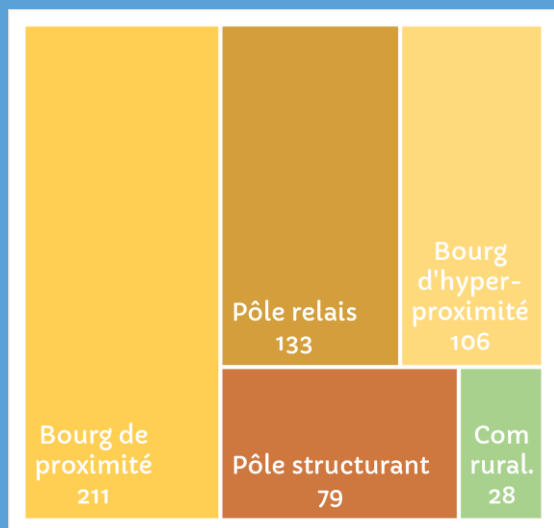 Bourg de
proximité
211
Pôle relais
133
Bourg
d'hyper-
proximité
106
Pôle structurant
79
Com
rural.
28